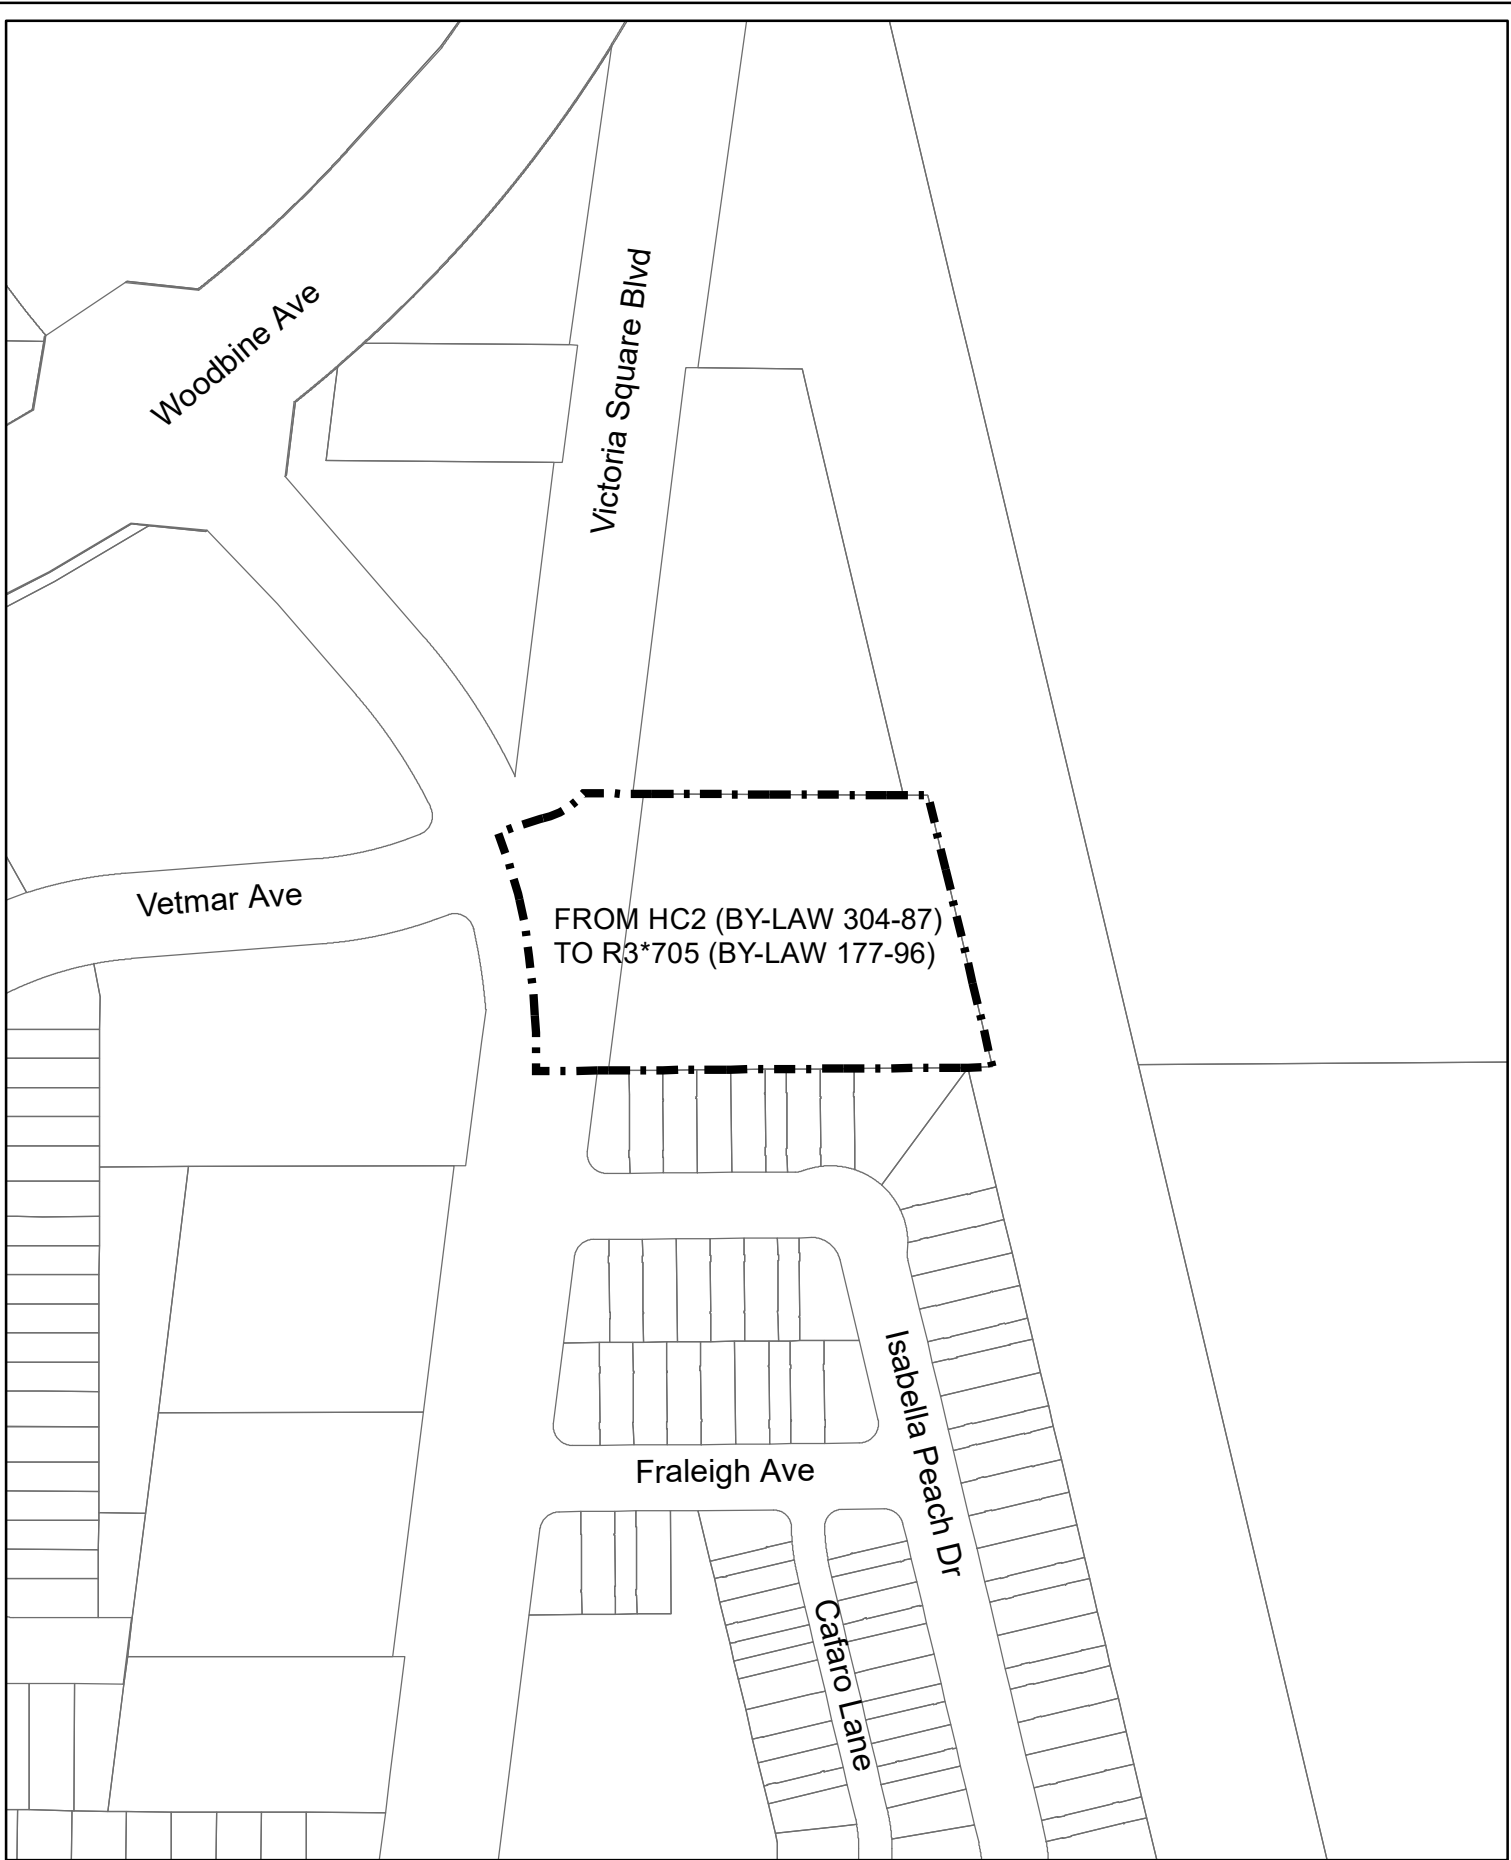 Woodbine Ave
Victoria Square Blvd
Vetmar Ave
FROM HC2 (BY-LAW 304-87)
TO R3*705 (BY-LAW 177-96)
Isabella Peach Dr
Fraleigh Ave
Cafaro Lane